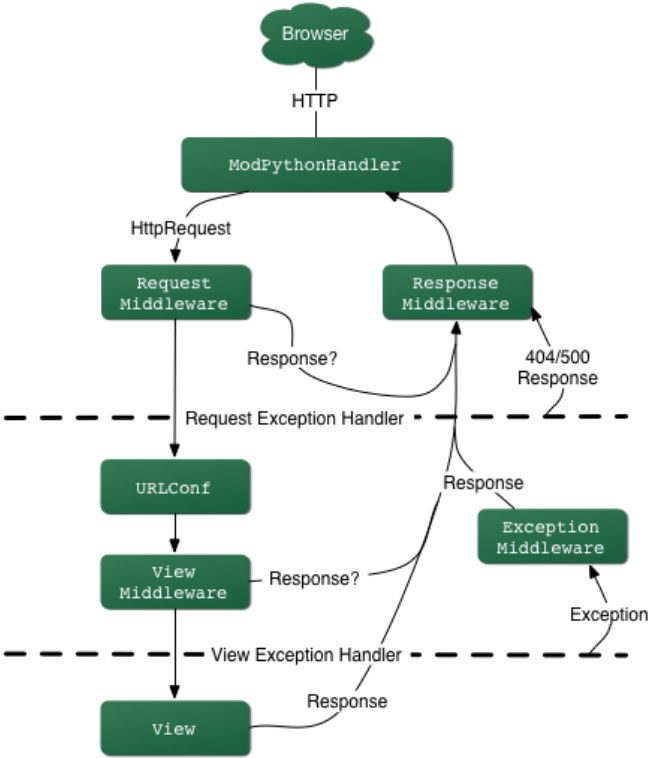 Browser
HTTP
ModPythonHandler
HttpRequest
Request
Middleware
Response
Middleware
Response?
404/500
Response
Request Exception Handler
URLConf
Response
Exception
Middleware
View
Middleware
Response?
Exception
View Exception Handler
Response
View